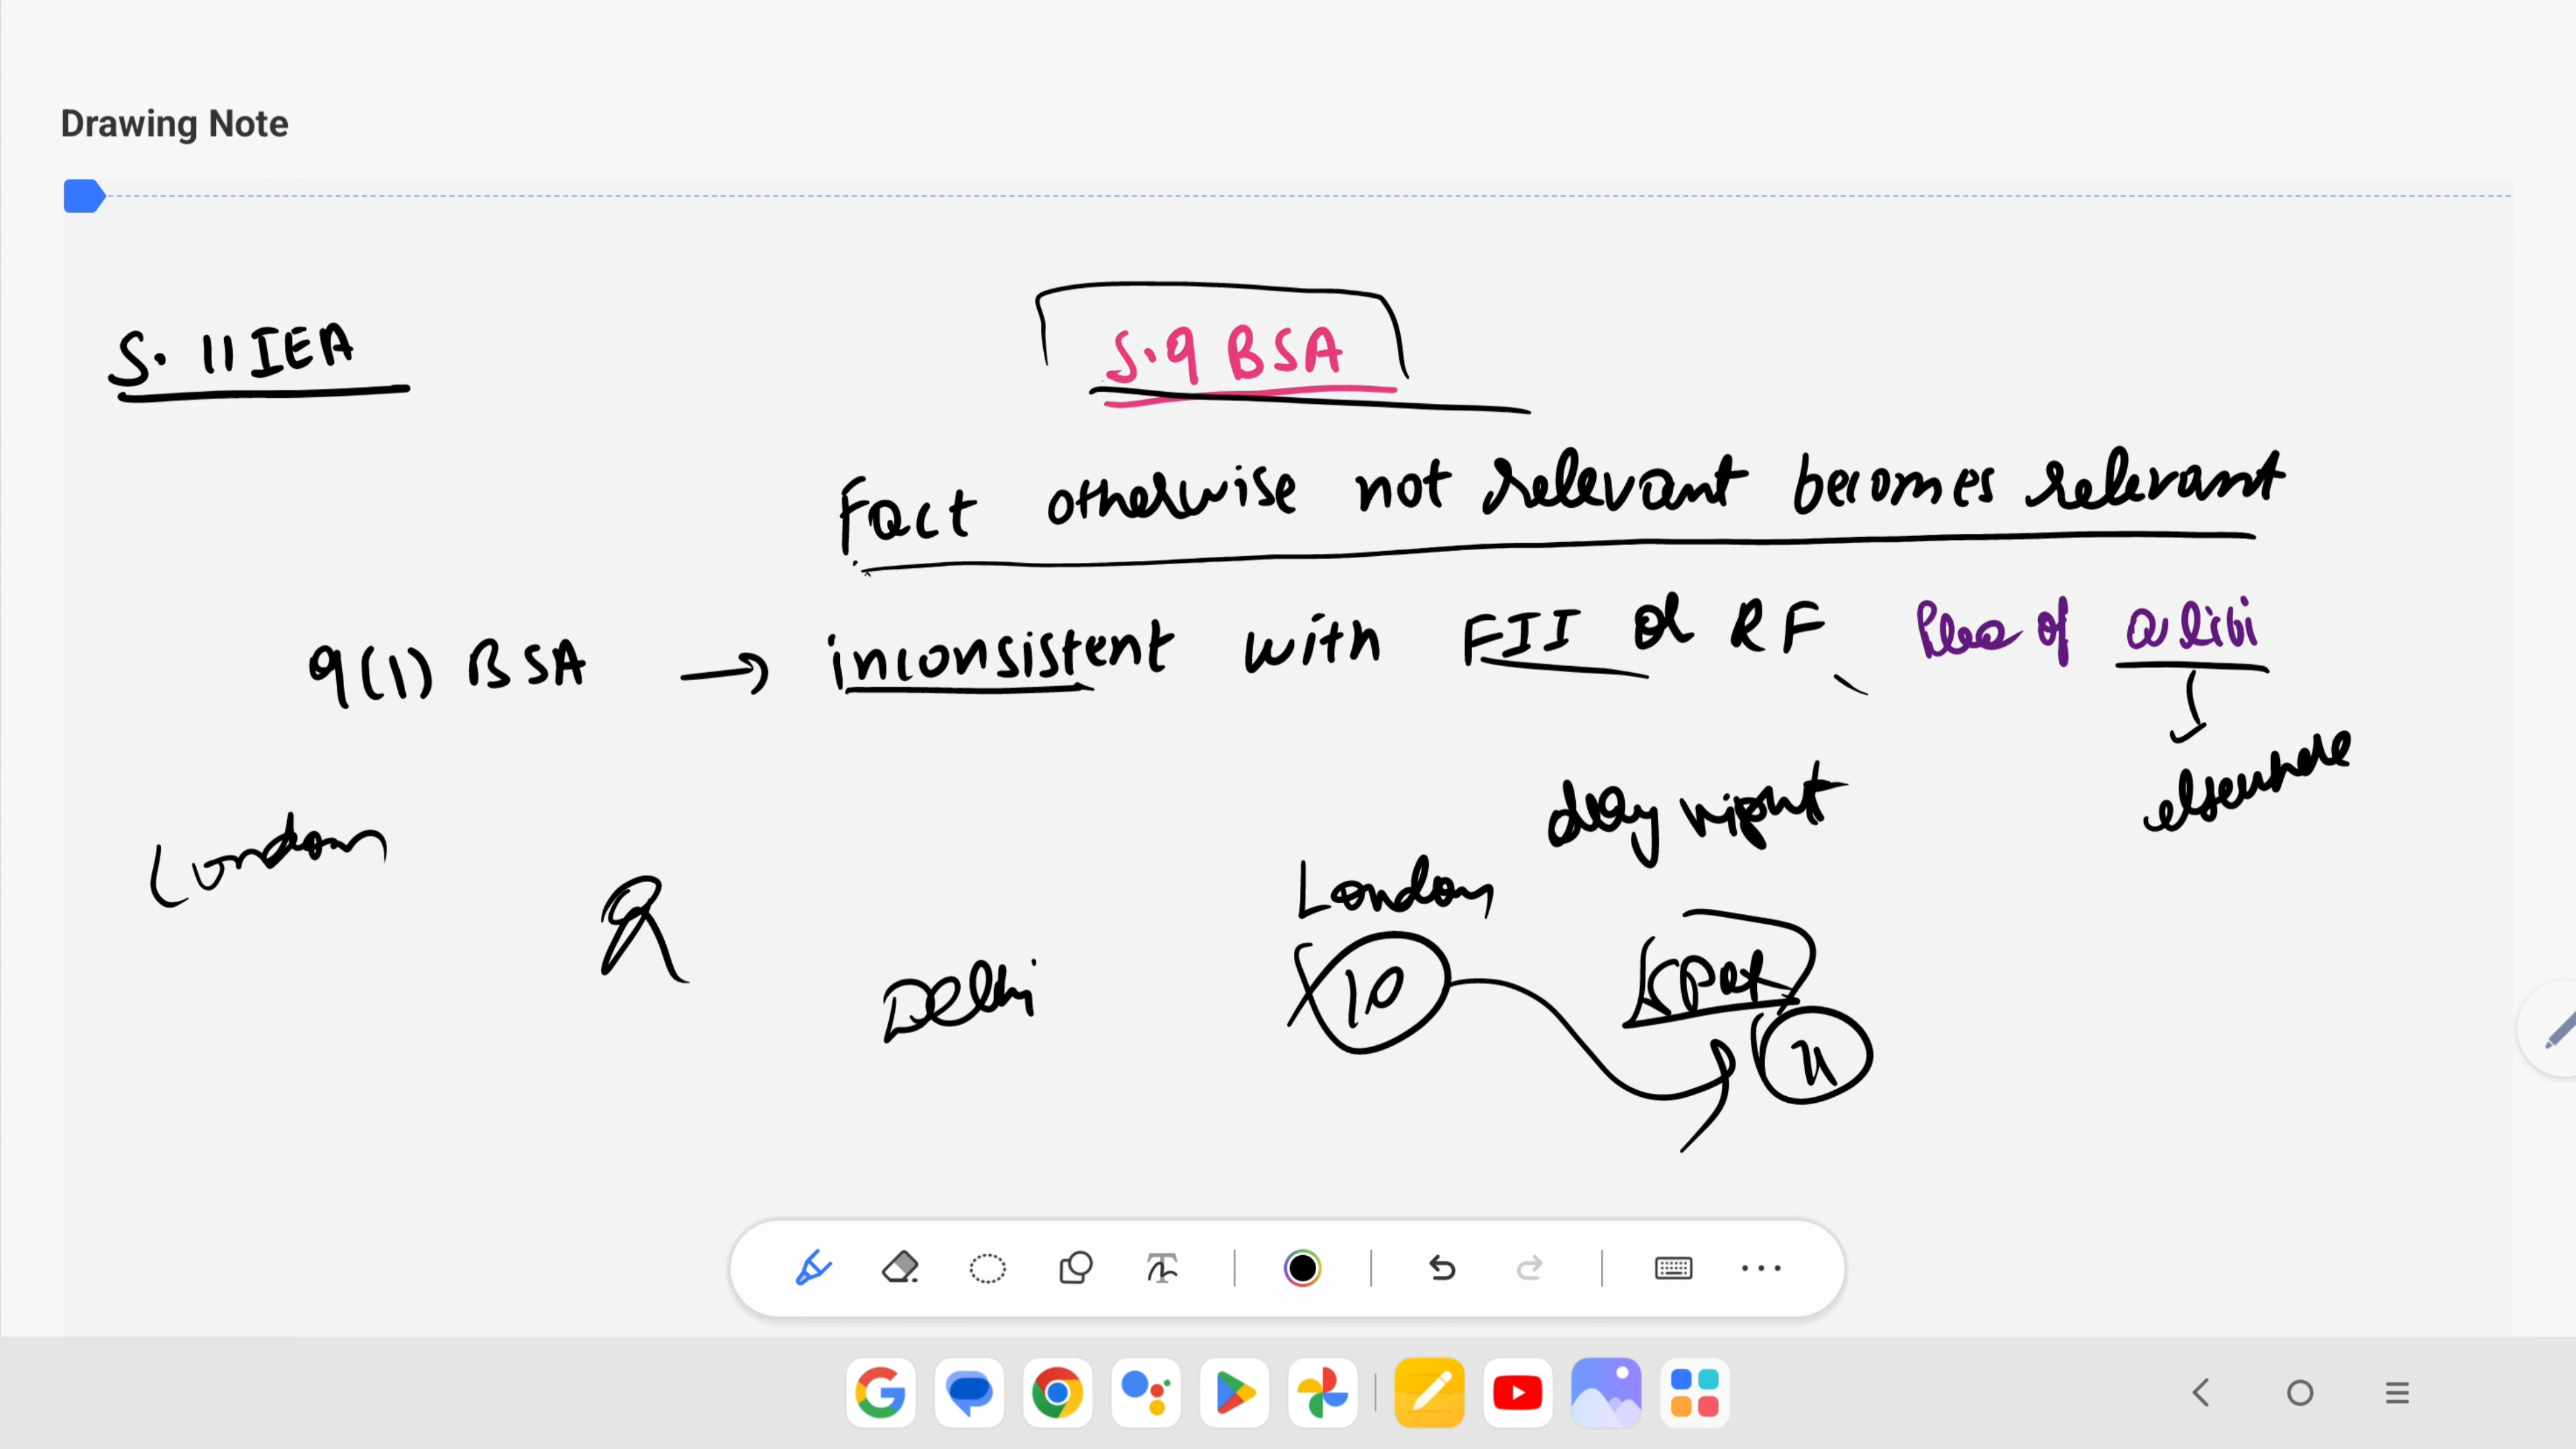 Drawing Note
S. 11 IEA
S.9 BSA
Fact otherwise not relevant becomes relevant
9(1) BSA → inconsistent with FII or RF Plea of alibi
elsewhere
day night
London
London
10
Delhi